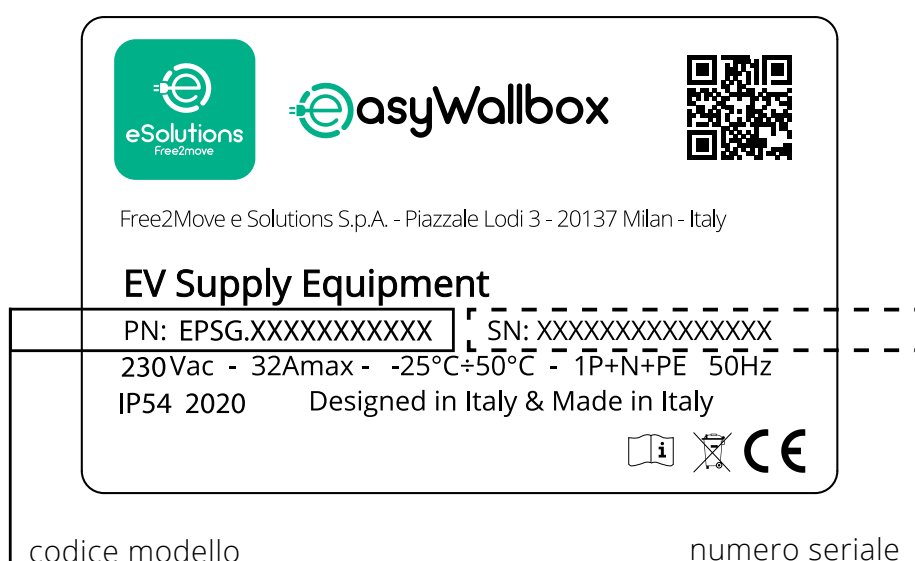 eSolutions
Free2move
easyWallbox
Free2Move e Solutions S.p.A. - Piazzale Lodi 3 - 20137 Milan - Italy
EV Supply Equipment
PN: EPSG.XXXXXXXXXXX SN: XXXXXXXXXXXXXXX
230 Vac - 32Amax - -25°C÷50°C - 1P+N+PE 50Hz
IP54 2020 Designed in Italy & Made in Italy
i CE
codice modello numero seriale